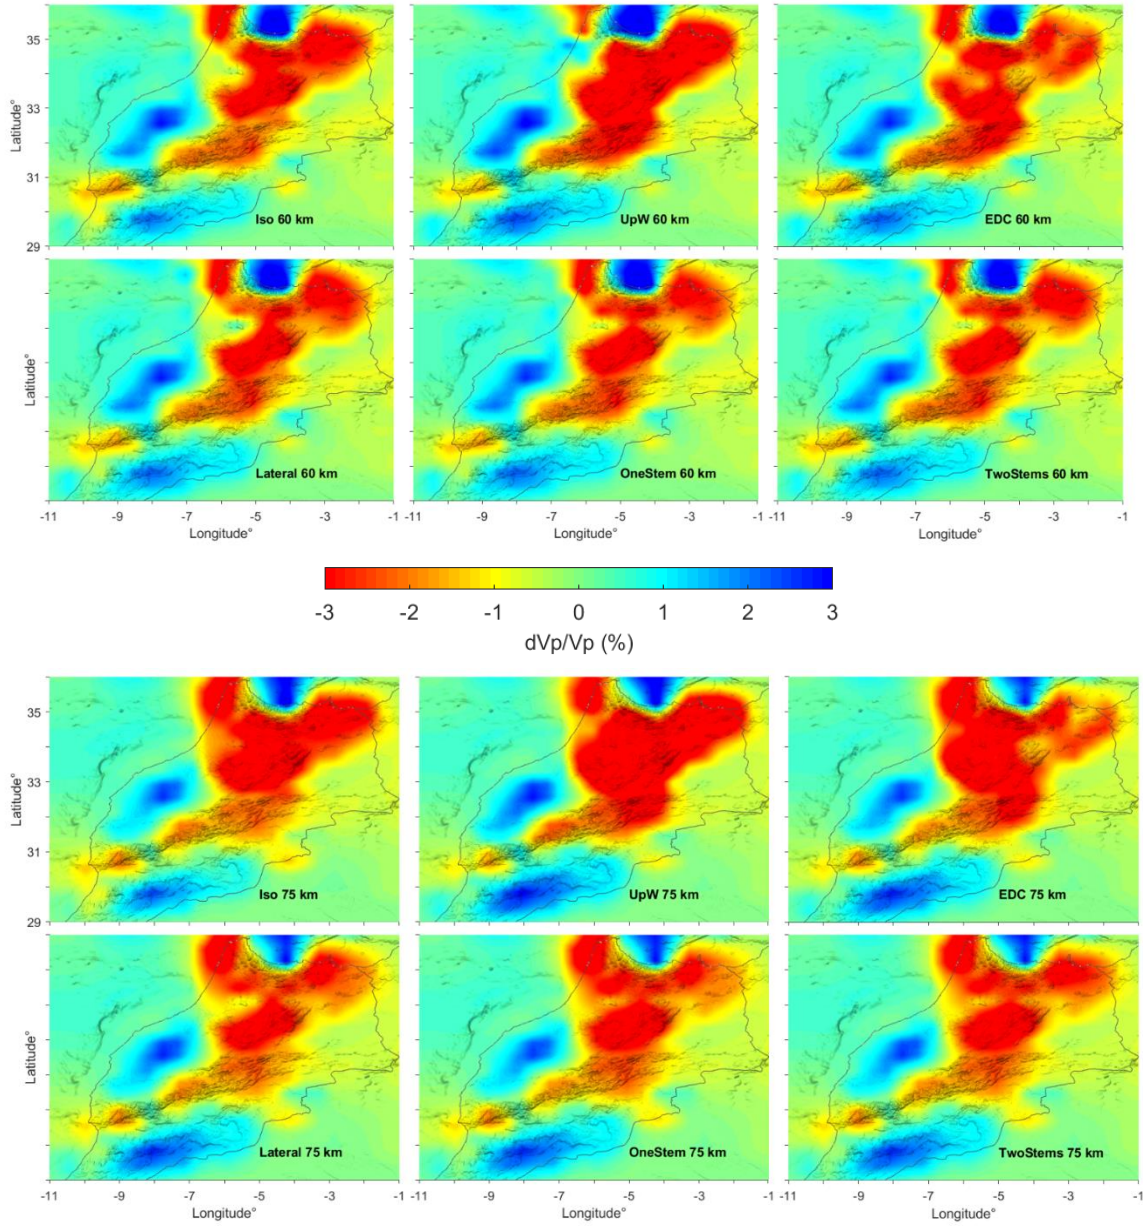 35
33
31
29
Latitude°
Iso 60 km
UpW 60 km
EDC 60 km
Latitude°
Lateral 60 km
OneStem 60 km
TwoStems 60 km
-11 -9 -7 -5 -3 -11 -9 -7 -5 -3 -11 -9 -7 -5 -3 -1
Longitude° Longitude° Longitude°
-3 -2 -1 0 1 2 3
dVp/Vp (%)
35
33
31
29
Latitude°
Iso 75 km
UpW 75 km
EDC 75 km
Latitude°
Lateral 75 km
OneStem 75 km
TwoStems 75 km
-11 -9 -7 -5 -3 -1 -11 -9 -7 -5 -3 -1 -11 -9 -7 -5 -3 -1
Longitude° Longitude° Longitude°